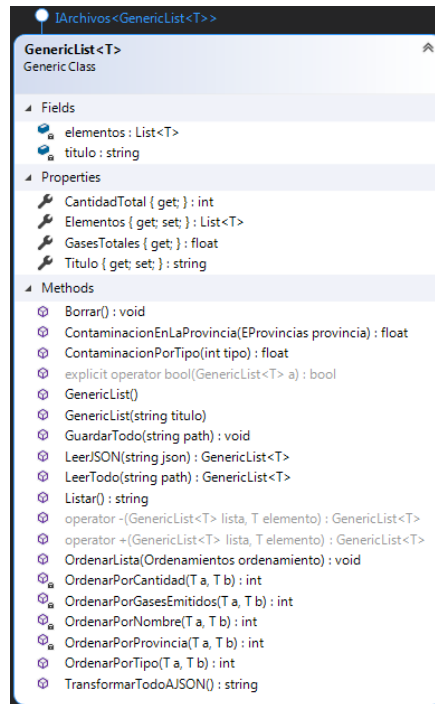 IArchivos<GenericList<T>>
GenericList<T>
Generic Class
Fields
elementos : List<T>
titulo : string
Properties
CantidadTotal { get; } : int
Elementos { get; set; } : List<T>
GasesTotales { get; } : float
Titulo { get; set; } : string
Methods
Borrar() : void
ContaminacionEnLaProvincia(EProvincias provincia) : float
ContaminacionPorTipo(int tipo) : float
explicit operator bool(GenericList<T> a) : bool
GenericList()
GenericList(string titulo)
GuardarTodo(string path) : void
LeerJSON(string json) : GenericList<T>
LeerTodo(string path) : GenericList<T>
Listar() : string
operator -(GenericList<T> lista, T elemento) : GenericList<T>
operator +(GenericList<T> lista, T elemento) : GenericList<T>
OrdenarLista(Ordenamientos ordenamiento) : void
OrdenarPorCantidad(T a, T b) : int
OrdenarPorGasesEmitidos(T a, T b) : int
OrdenarPorNombre(T a, T b) : int
OrdenarPorProvincia(T a, T b) : int
OrdenarPorTipo(T a, T b) : int
TransformarTodoAJSON() : string